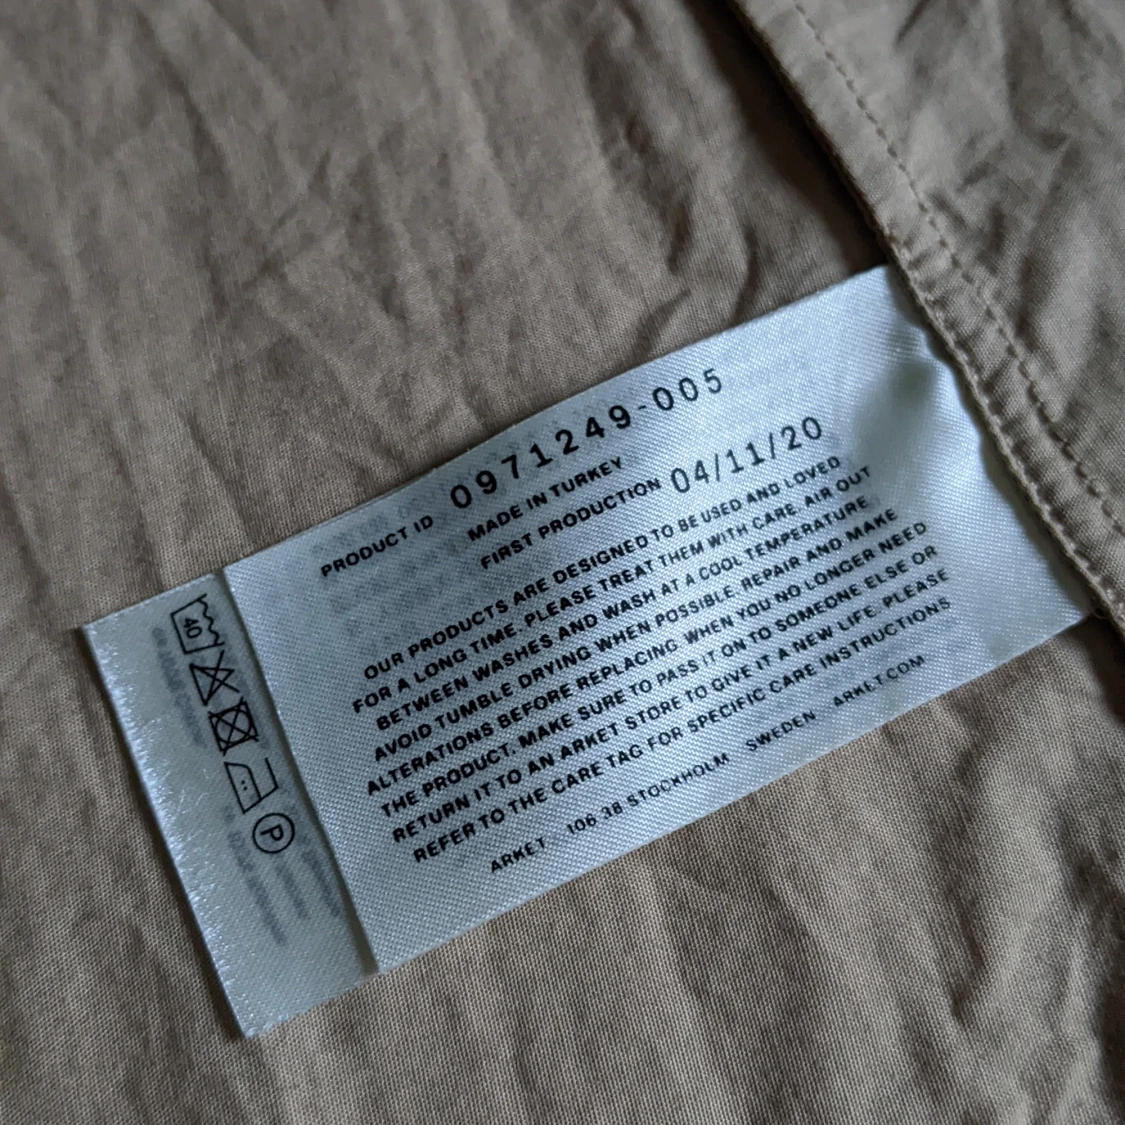 PRODUCT ID 0971249-005
MADE IN TURKEY
FIRST PRODUCTION 04/11/20
OUR PRODUCTS ARE DESIGNED TO BE USED AND LOVED
FOR A LONG TIME. PLEASE TREAT THEM WITH CARE, AIR OUT
BETWEEN WASHES AND WASH AT A COOL TEMPERATURE.
AVOID TUMBLE DRYING WHEN POSSIBLE. REPAIR AND MAKE
ALTERATIONS BEFORE REPLACING. WHEN YOU NO LONGER NEED
THE PRODUCT, MAKE SURE TO PASS IT ON TO SOMEONE ELSE OR
RETURN IT TO AN ARKET STORE TO GIVE IT A NEW LIFE. PLEASE
REFER TO THE CARE TAG FOR SPECIFIC CARE INSTRUCTIONS
ARKET 106 38 STOCKHOLM SWEDEN ARKET.COM
40
P